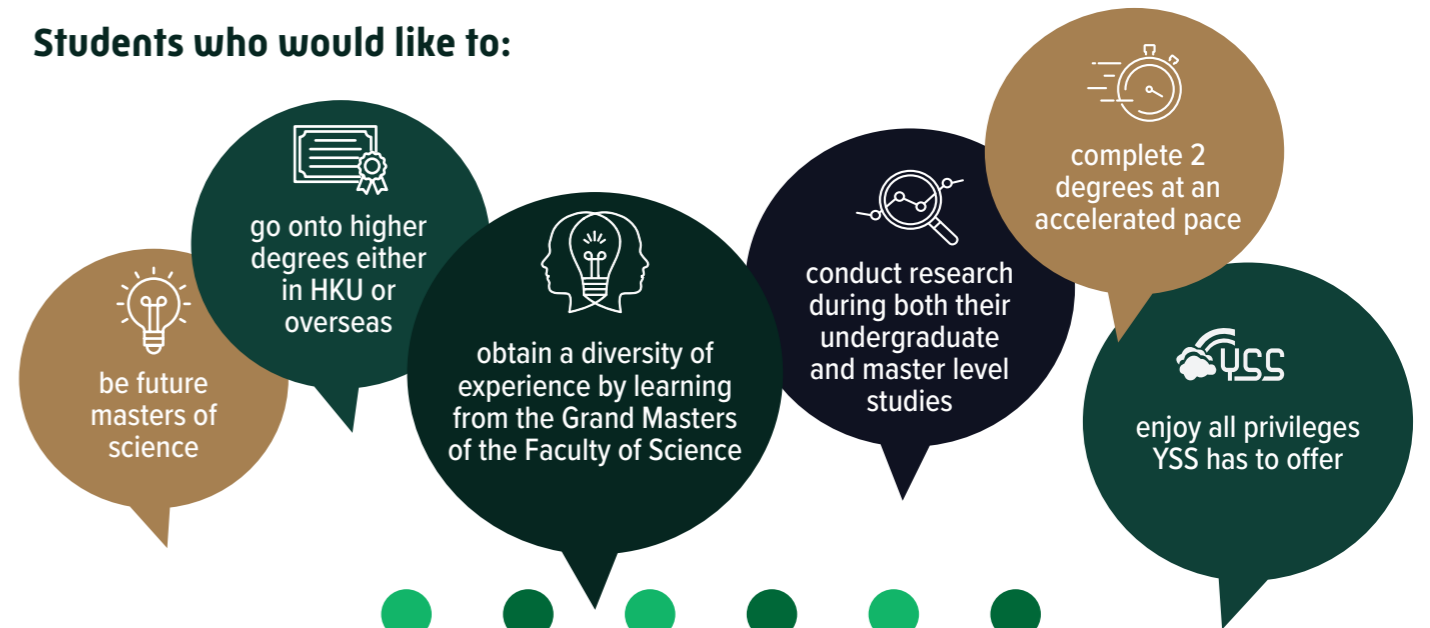 Students who would like to:
be future
masters of
science
go onto higher
degrees either
in HKU or
overseas
obtain a diversity of
experience by learning
from the Grand Masters
of the Faculty of Science
conduct research
during both their
undergraduate
and master level
studies
complete 2
degrees at an
accelerated pace
YSS
enjoy all privileges
YSS has to offer